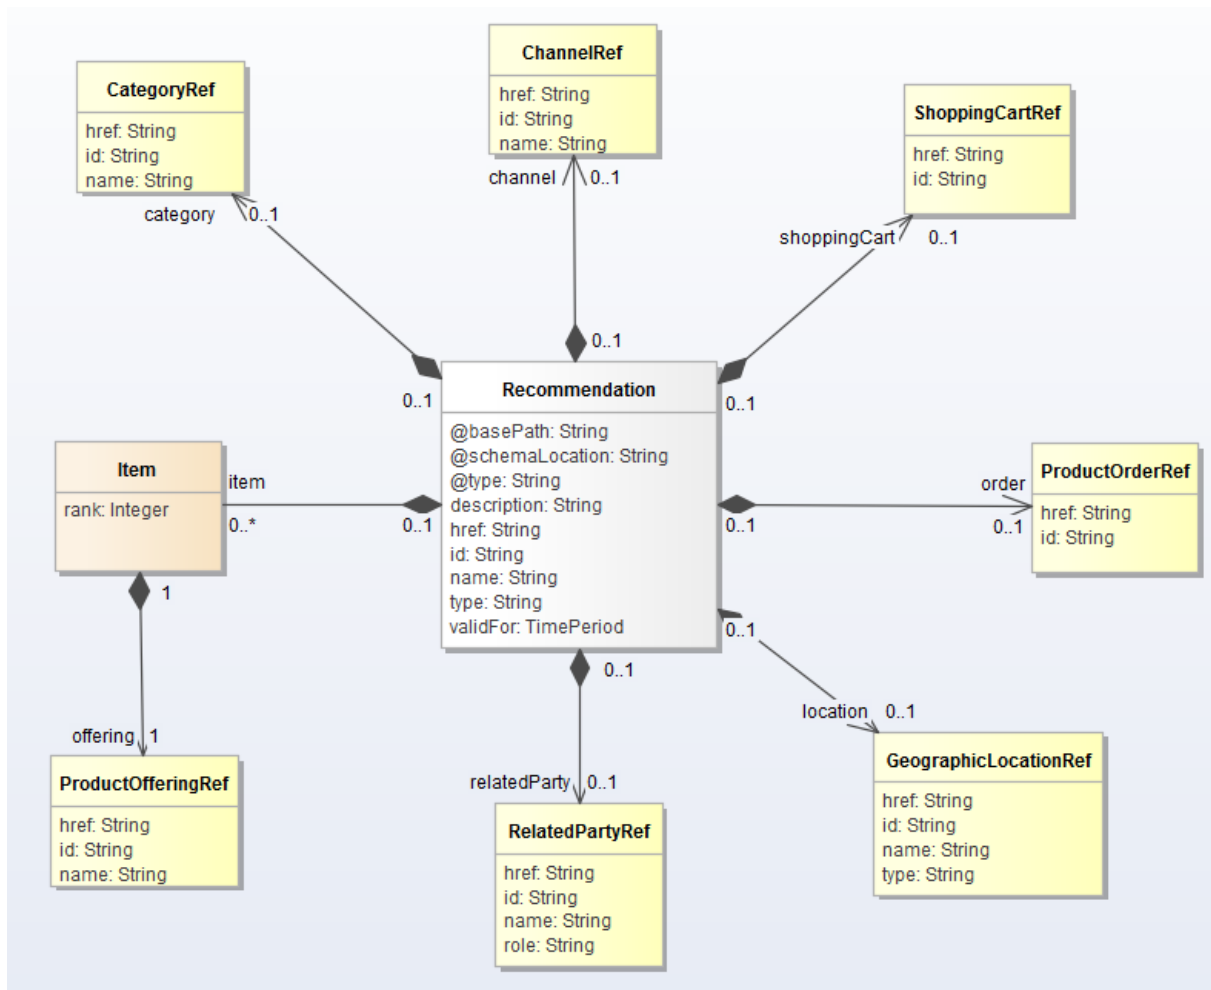 ChannelRef
href: String
id: String
name: String
channel
0..1
CategoryRef
href: String
id: String
name: String
category
0..1
ShoppingCartRef
href: String
id: String
shoppingCart
0..1
0..1
0..1
0..1
Recommendation
@basePath: String
@schemaLocation: String
@type: String
description: String
href: String
id: String
name: String
type: String
validFor: TimePeriod
Item
rank: Integer
item
0..*
0..1
1
ProductOrderRef
href: String
id: String
order
0..1
0..1
0..1
0..1
offering
1
ProductOfferingRef
href: String
id: String
name: String
relatedParty
0..1
RelatedPartyRef
href: String
id: String
name: String
role: String
location
0..1
GeographicLocationRef
href: String
id: String
name: String
type: String